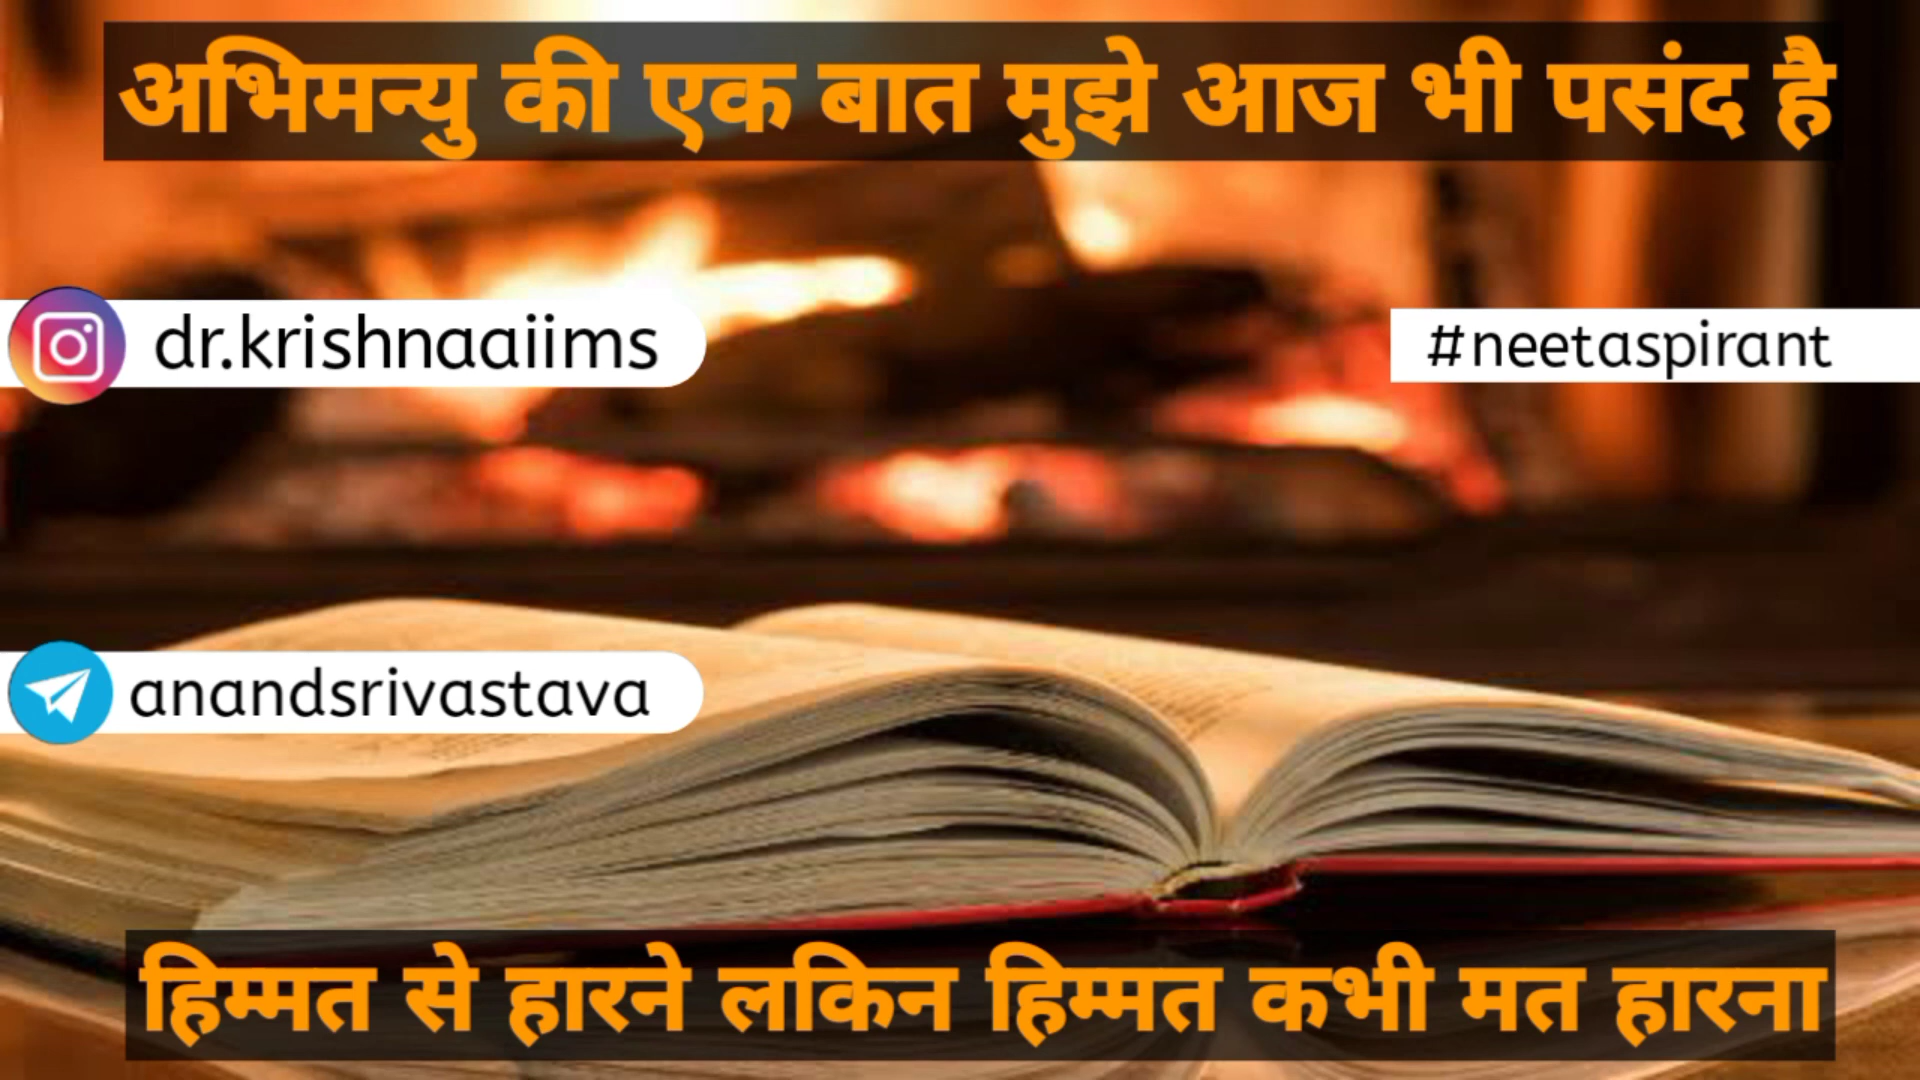 अभिमन्यु की एक बात मुझे आज भी पसंद है
dr.krishnaaiims
#neetaspirant
anandsrivastava
हिम्मत से हारने लकिन हिम्मत कभी मत हारना